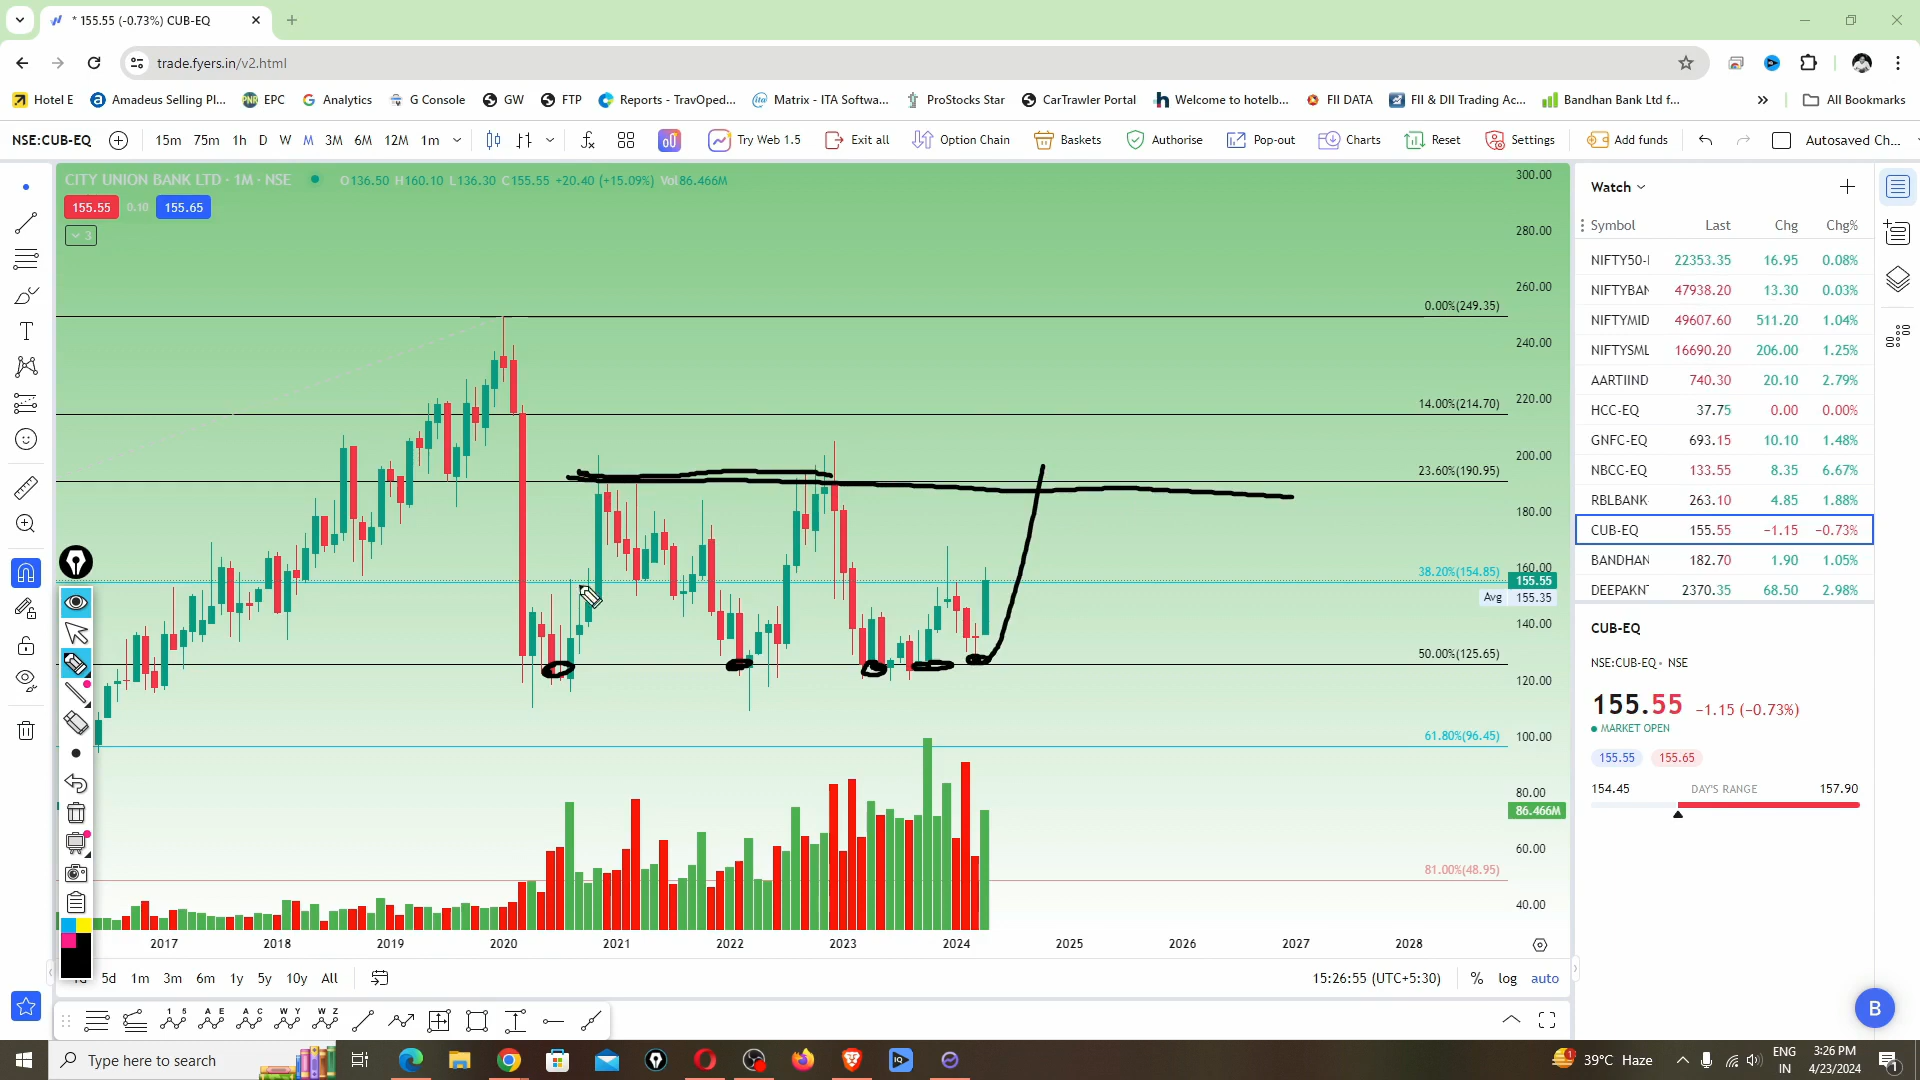 * 155.55 (-0.73%) CUB-EQ
trade.fyers.in/v2.html
Hotel E
Amadeus Selling Pl...
EPC
Analytics
G Console
GW
FTP
Reports - TravOped...
Matrix - ITA Softwa...
ProStocks Star
CarTrawler Portal
Welcome to hotelb...
FII DATA
FII & DII Trading Ac...
Bandhan Bank Ltd f...
All Bookmarks
NSE:CUB-EQ
15m 75m 1h D W M 3M 6M 12M 1m
Try Web 1.5
Exit all
Option Chain
Baskets
Authorise
Pop-out
Charts
Reset
Settings
Add funds
Autosaved Ch...
CITY UNION BANK LTD · 1M · NSE
O136.50 H160.10 L136.30 C155.55 +20.40 (+15.09%) Vol86.466M
155.55 0.10 155.65
3
300.00
280.00
260.00
0.00%(249.35)
240.00
220.00
14.00%(214.70)
200.00
23.60%(190.95)
180.00
160.00
38.20%(154.85)
155.55
Avg 155.35
140.00
50.00%(125.65)
120.00
100.00
61.80%(96.45)
80.00
86.466M
60.00
81.00%(48.95)
40.00
2017 2018 2019 2020 2021 2022 2023 2024 2025 2026 2027 2028
5d 1m 3m 6m 1y 5y 10y All
15:26:55 (UTC+5:30)
% log auto
Watch
Symbol Last Chg Chg%
NIFTY50-I 22353.35 16.95 0.08%
NIFTYBAN 47938.20 13.30 0.03%
NIFTYMID 49607.60 511.20 1.04%
NIFTYSML 16690.20 206.00 1.25%
AARTIIND 740.30 20.10 2.79%
HCC-EQ 37.75 0.00 0.00%
GNFC-EQ 693.15 10.10 1.48%
NBCC-EQ 133.55 8.35 6.67%
RBLBANK 263.10 4.85 1.88%
CUB-EQ 155.55 −1.15 −0.73%
BANDHAN 182.70 1.90 1.05%
DEEPAKNT 2370.35 68.50 2.98%
CUB-EQ
NSE:CUB-EQ • NSE
155.55 −1.15 (−0.73%)
MARKET OPEN
155.55 155.65
154.45 DAY'S RANGE 157.90
B
1 5
A E
A C
W Y
W Z
Type here to search
39°C Haze
ENG
IN
3:26 PM
4/23/2024